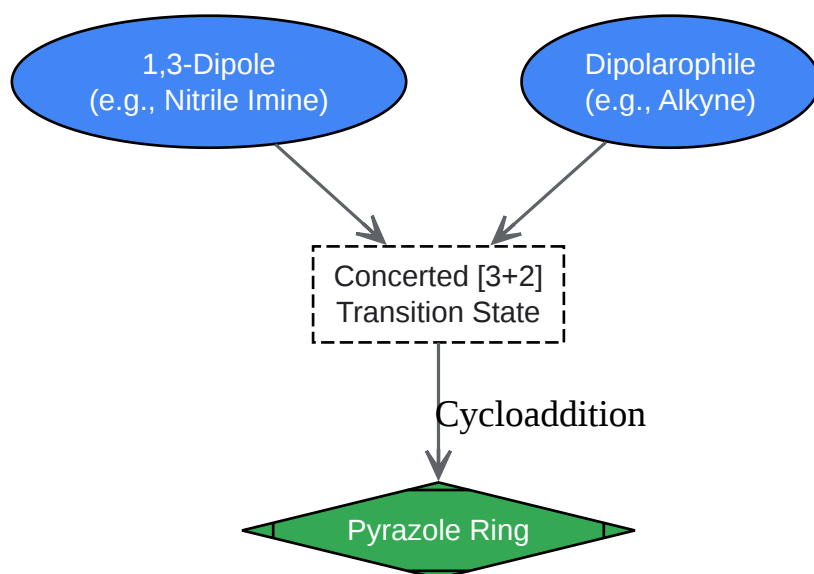 1,3-Dipole
(e.g., Nitrile Imine)
Dipolarophile
(e.g., Alkyne)
Concerted [3+2]
Transition State
Cycloaddition
Pyrazole Ring